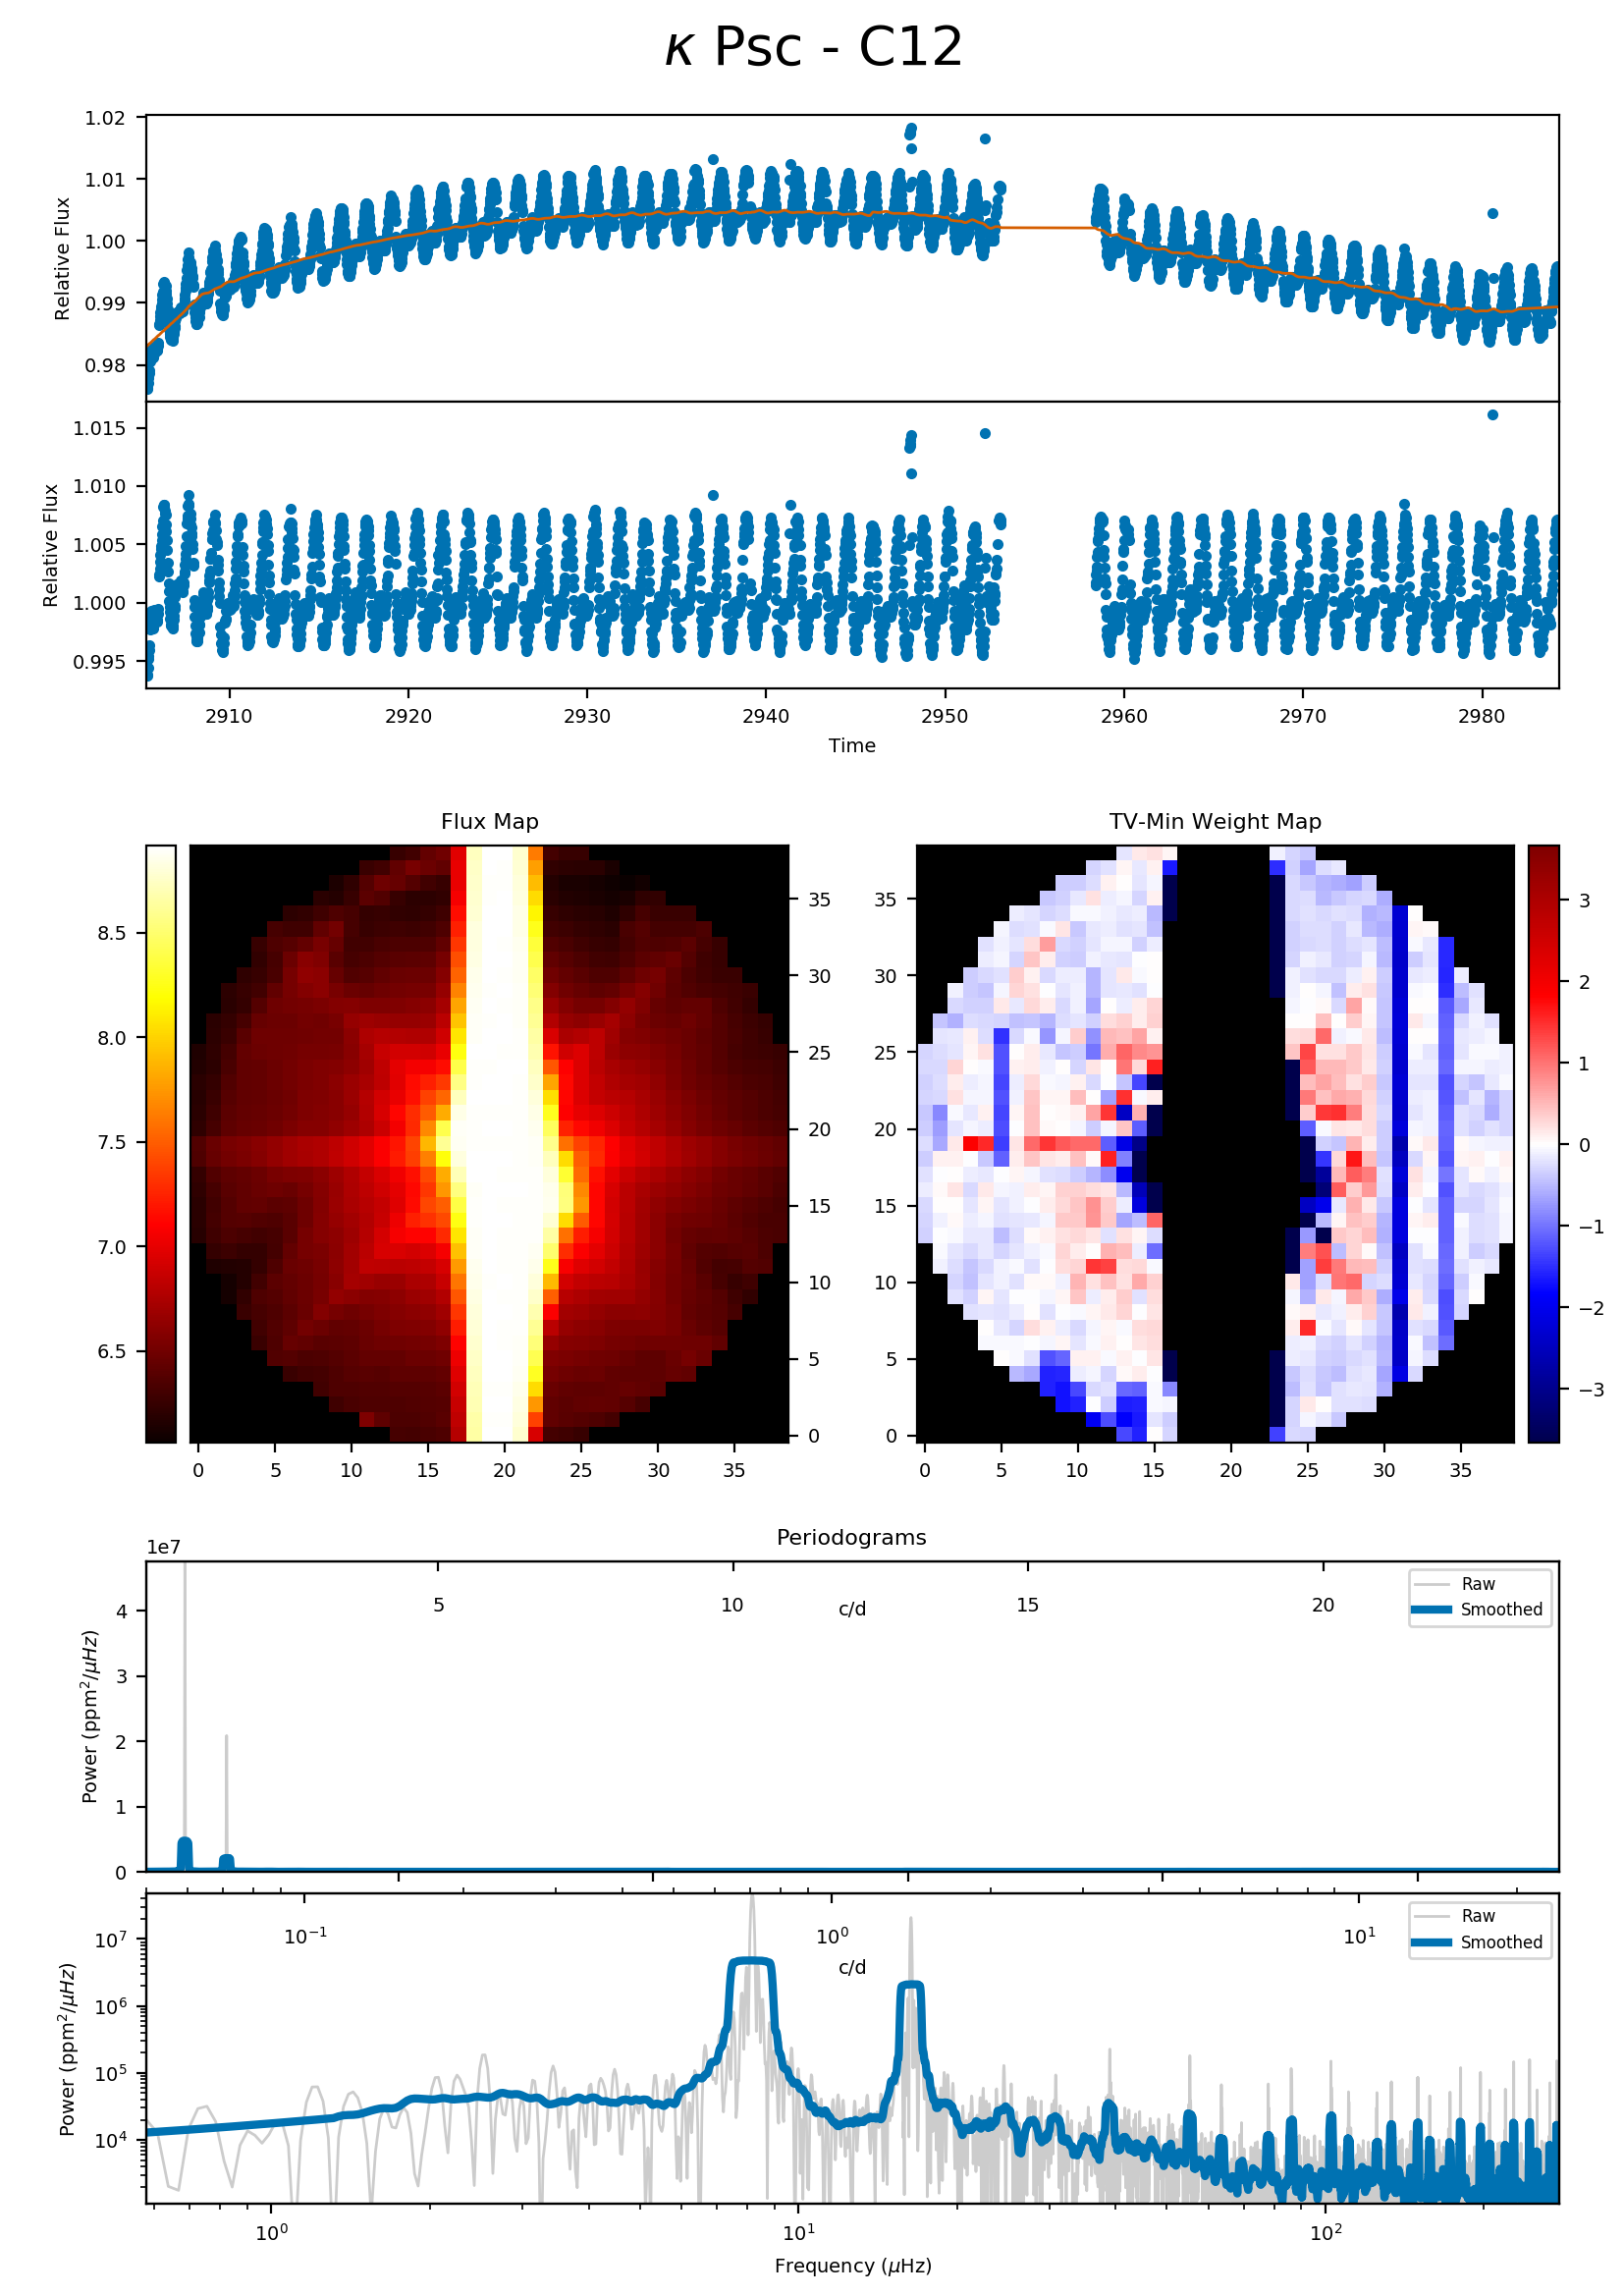 κ Psc - C12
1.02
1.01
1.00
0.99
0.98
Relative Flux
1.015
1.010
1.005
1.000
0.995
Relative Flux
2910 2920 2930 2940 2950 2960 2970 2980
Time
Flux Map
TV-Min Weight Map
8.5
8.0
7.5
7.0
6.5
35
30
25
20
15
10
5
0
0 5 10 15 20 25 30 35
35
30
25
20
15
10
5
0
0 5 10 15 20 25 30 35
3
2
1
0
−1
−2
−3
Periodograms
1e7
4
3
2
1
0
Power (ppm²/μHz)
5 10 15 20
c/d
Raw
Smoothed
10⁷
10⁶
10⁵
10⁴
Power (ppm²/μHz)
10⁻¹ 10⁰ 10¹
c/d
Raw
Smoothed
10⁰ 10¹ 10²
Frequency (μHz)